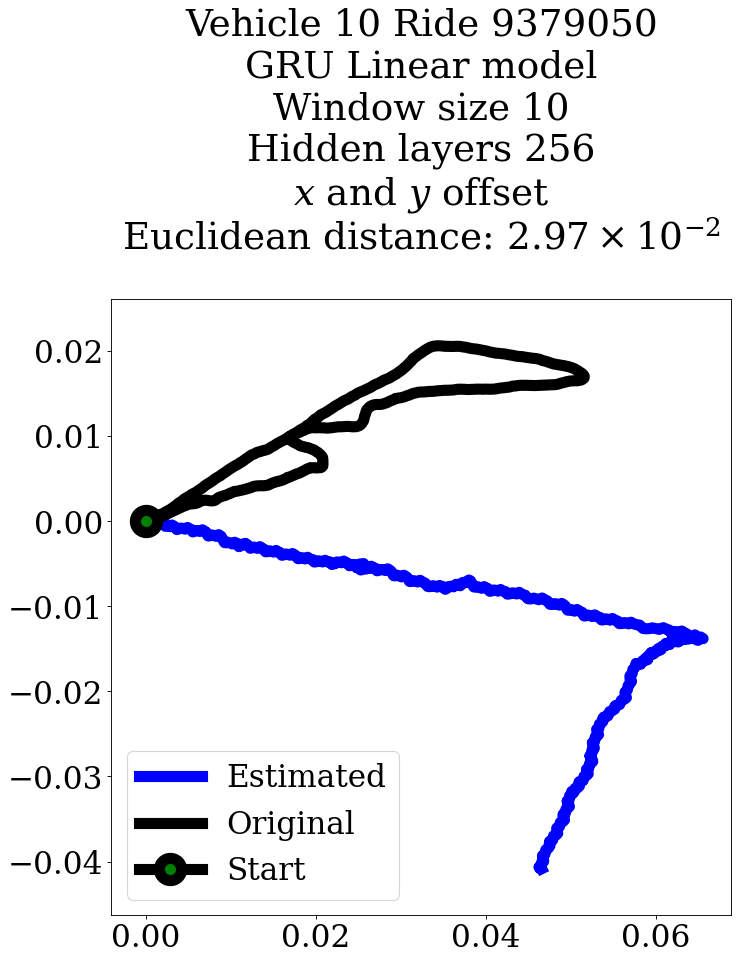 Vehicle 10 Ride 9379050
GRU Linear model
Window size 10
Hidden layers 256
x and y offset
Euclidean distance: 2.97 × 10⁻²
0.02
0.01
0.00
−0.01
−0.02
−0.03
−0.04
Estimated
Original
Start
0.00 0.02 0.04 0.06